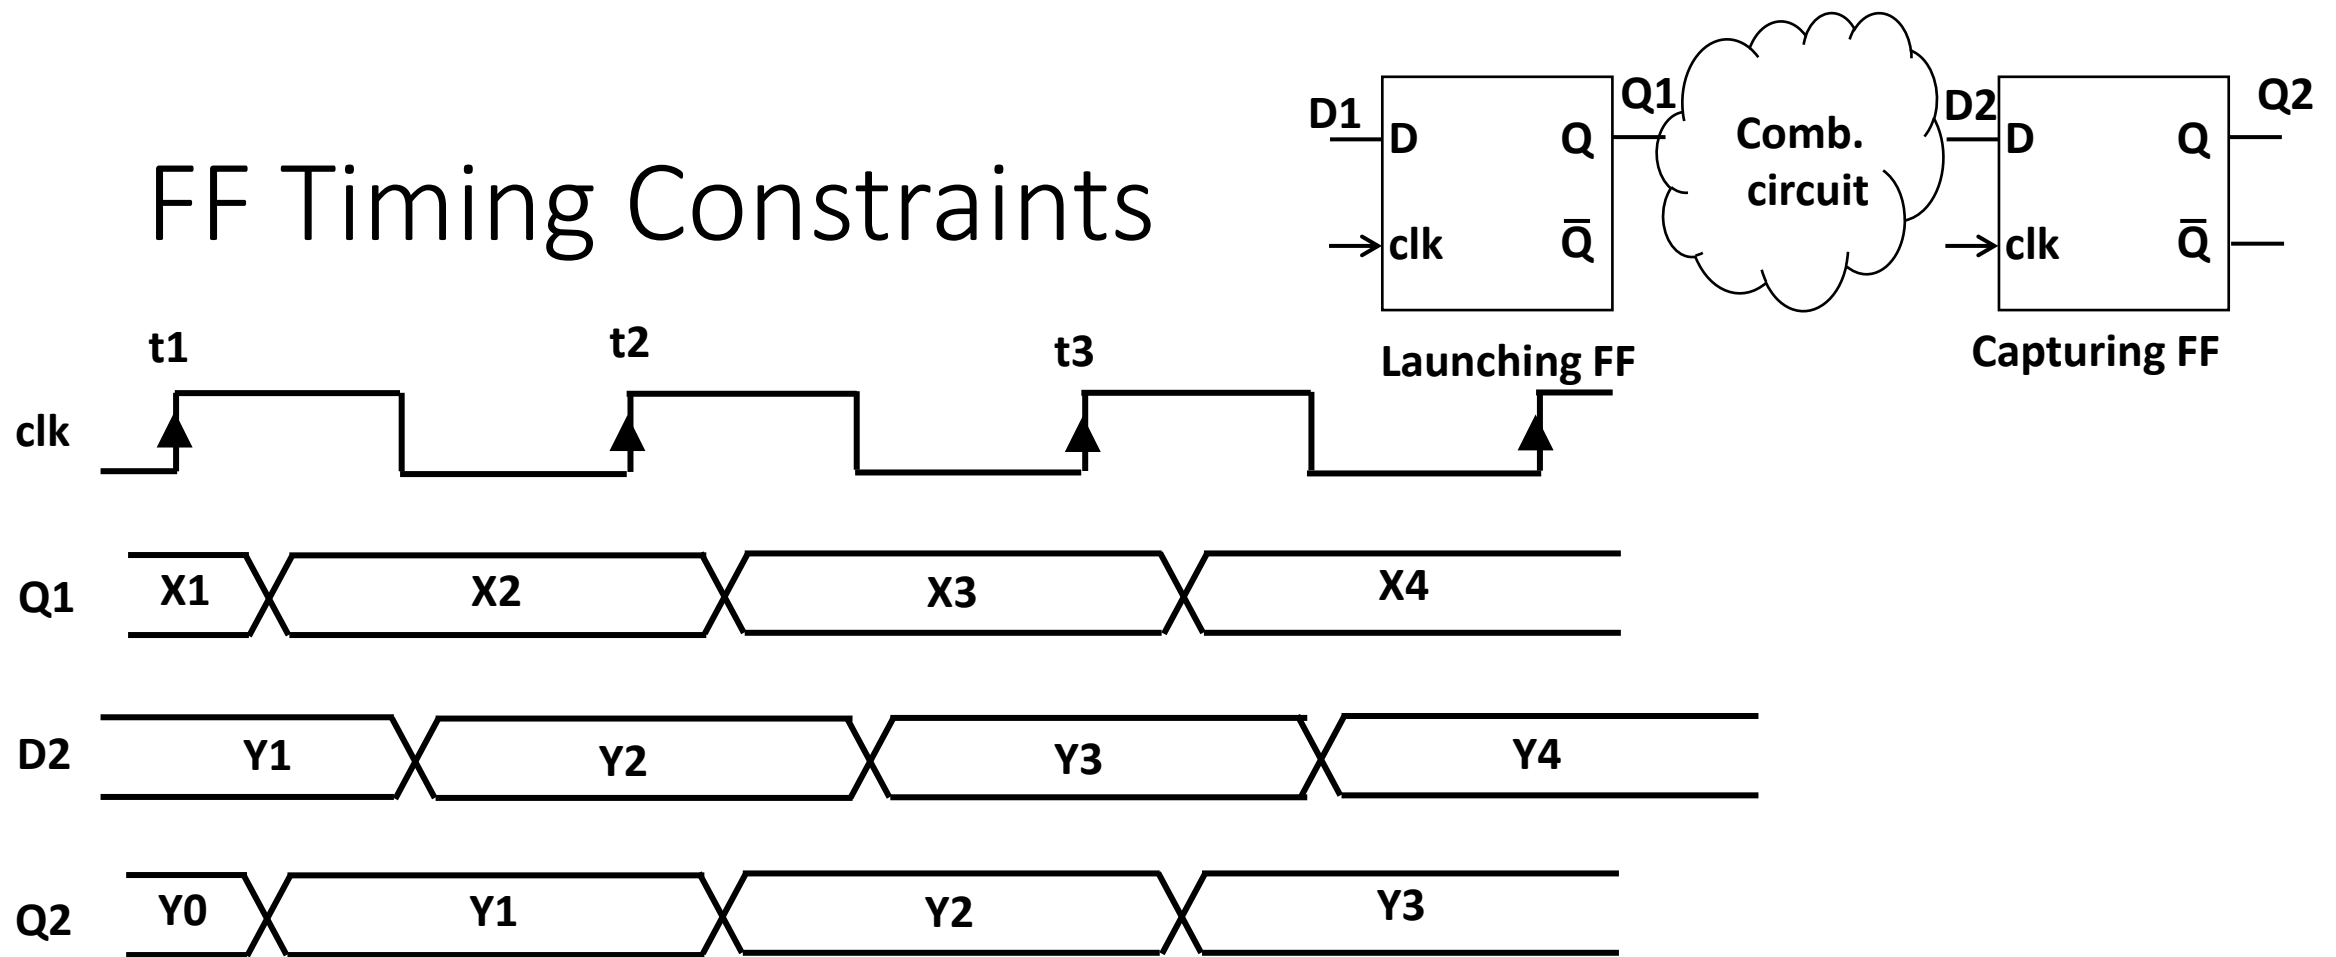 FF Timing Constraints
D1
D
Q
clk
Q̅
Q1
Comb.
circuit
D2
D
Q
clk
Q̅
Q2
Launching FF
Capturing FF
t1
t2
t3
clk
Q1
X1
X2
X3
X4
D2
Y1
Y2
Y3
Y4
Q2
Y0
Y1
Y2
Y3